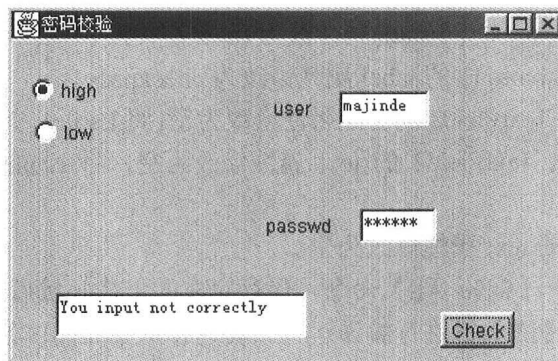 密码校验
high
user majinde
low
passwd ******
You input not correctly
Check